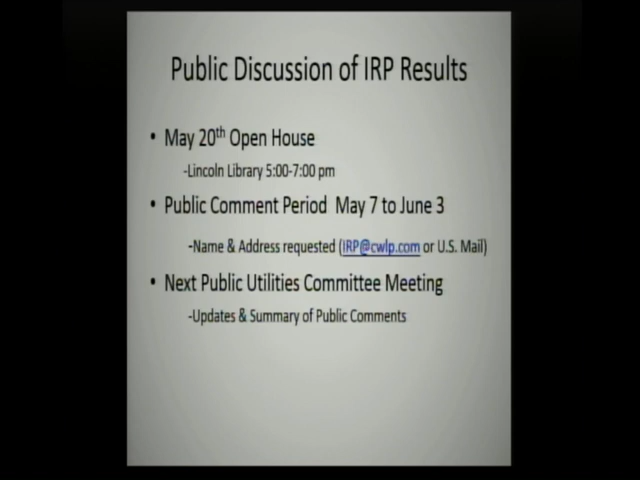 Public Discussion of IRP Results
• May 20th Open House
-Lincoln Library 5:00-7:00 pm
• Public Comment Period May 7 to June 3
-Name & Address requested (IRP@cwlp.com or U.S. Mail)
• Next Public Utilities Committee Meeting
-Updates & Summary of Public Comments